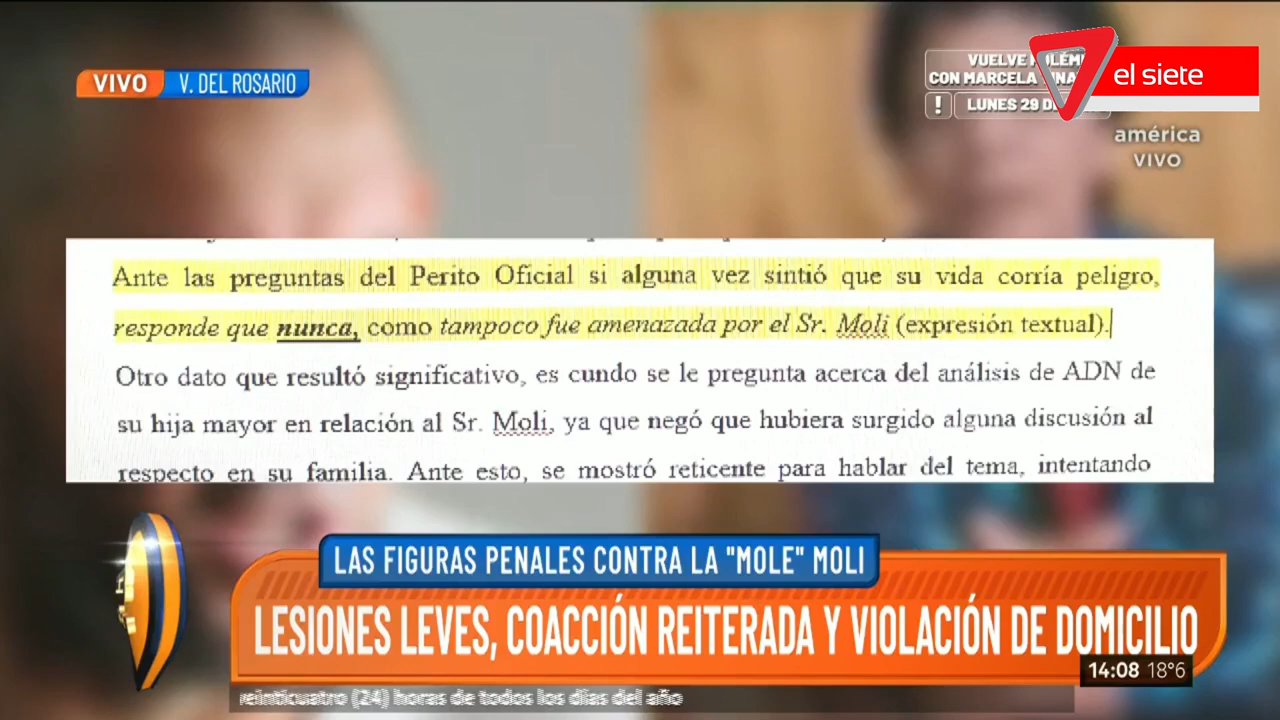 VIVO V. DEL ROSARIO
VUELVE
CON MARCELA
! LUNES 29
el siete
américa
VIVO
Ante las preguntas del Perito Oficial si alguna vez sintió que su vida corría peligro,
responde que nunca, como tampoco fue amenazada por el Sr. Moli (expresión textual).
Otro dato que resultó significativo, es cundo se le pregunta acerca del análisis de ADN de
su hija mayor en relación al Sr. Moli, ya que negó que hubiera surgido alguna discusión al
respecto en su familia. Ante esto, se mostró reticente para hablar del tema, intentando
LAS FIGURAS PENALES CONTRA LA "MOLE" MOLI
LESIONES LEVES, COACCIÓN REITERADA Y VIOLACIÓN DE DOMICILIO
14:08 18°6
(24) horas de todos los días del año